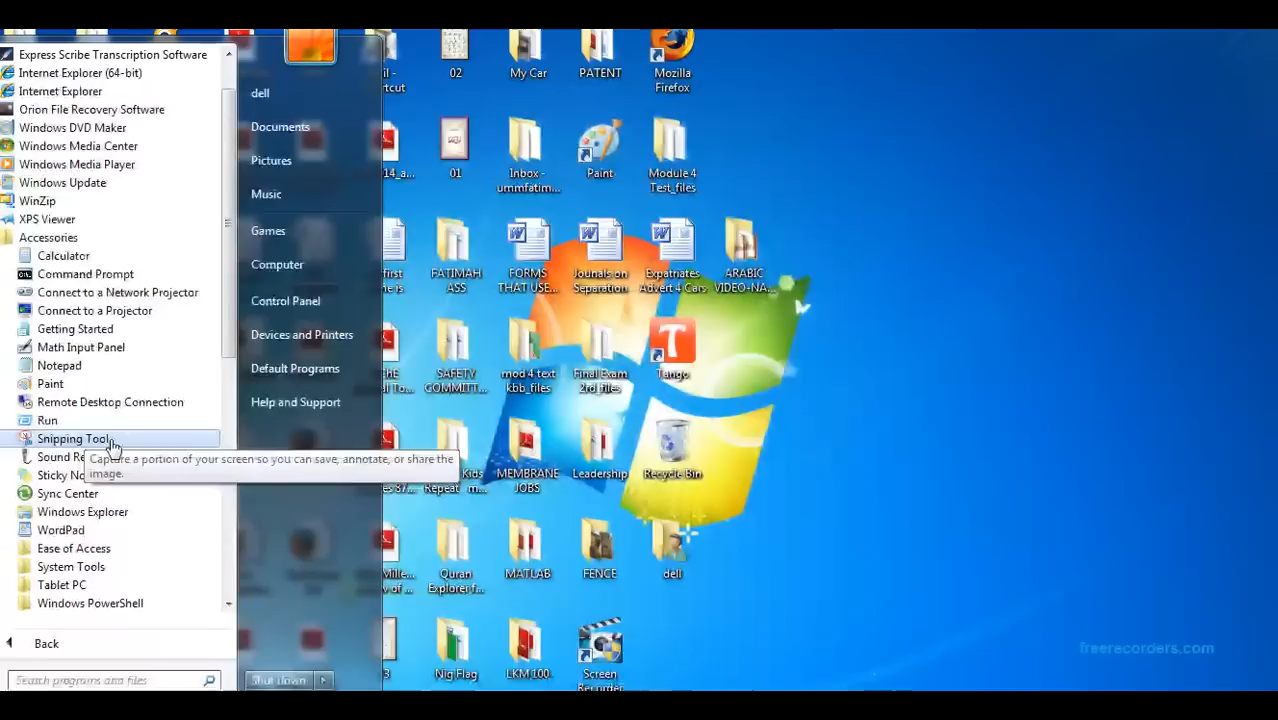 Express Scribe Transcription Software
Internet Explorer (64-bit)
Internet Explorer
Orion File Recovery Software
Windows DVD Maker
Windows Media Center
Windows Media Player
Windows Update
WinZip
XPS Viewer
Accessories
Calculator
Command Prompt
Connect to a Network Projector
Connect to a Projector
Getting Started
Math Input Panel
Notepad
Paint
Remote Desktop Connection
Run
Snipping Tool
Sound Re
Sticky No
Capture a portion of your screen so you can save, annotate, or share the
image.
Sync Center
Windows Explorer
WordPad
Ease of Access
System Tools
Tablet PC
Windows PowerShell
Back
Search programs and files
dell
Documents
Pictures
Music
Games
Computer
Control Panel
Devices and Printers
Default Programs
Help and Support
Shut down
02
My Car
PATENT
Mozilla
Firefox
14_a...
01
Inbox -
ummfatim...
Paint
Module 4
Test_files
first
FATIMAH
ASS
FORMS
THAT USE...
Jounals on
Separation
Expatriates
Advert 4 Cars
ARABIC
VIDEO-NA...
SAFETY
COMMITT...
mod 4 text
kbb_files
Final Exam
2fd_files
Tango
Kids
Repeat
MEMBRANE
JOBS
Leadership
Recycle Bin
Quran
Explorer f...
MATLAB
FENCE
dell
3
Nig Flag
LKM 100
Screen
Recorder
freerecorders.com